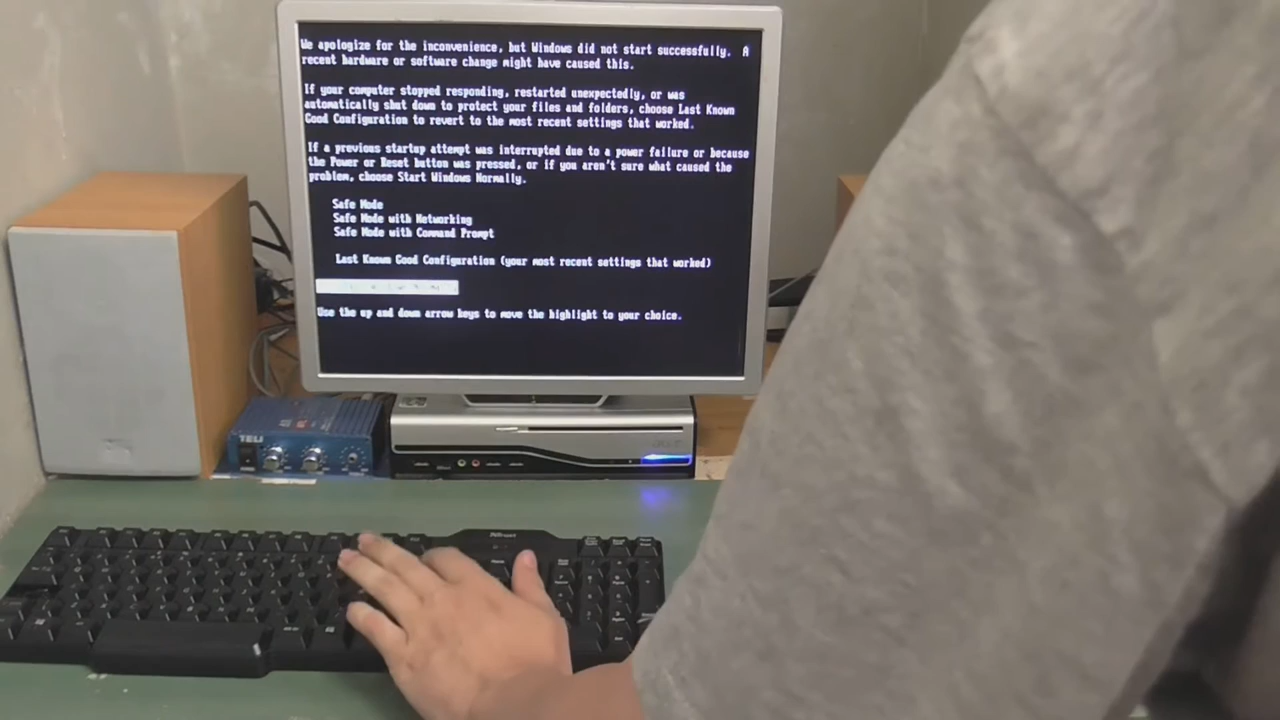 We apologize for the inconvenience, but Windows did not start successfully. A
recent hardware or software change might have caused this.
If your computer stopped responding, restarted unexpectedly, or was
automatically shut down to protect your files and folders, choose Last Known
Good Configuration to revert to the most recent settings that worked.
If a previous startup attempt was interrupted due to a power failure or because
the Power or Reset button was pressed, or if you aren't sure what caused the
problem, choose Start Windows Normally.
Safe Mode
Safe Mode with Networking
Safe Mode with Command Prompt
Last Known Good Configuration (your most recent settings that worked)
Use the up and down arrow keys to move the highlight to your choice.
TELI